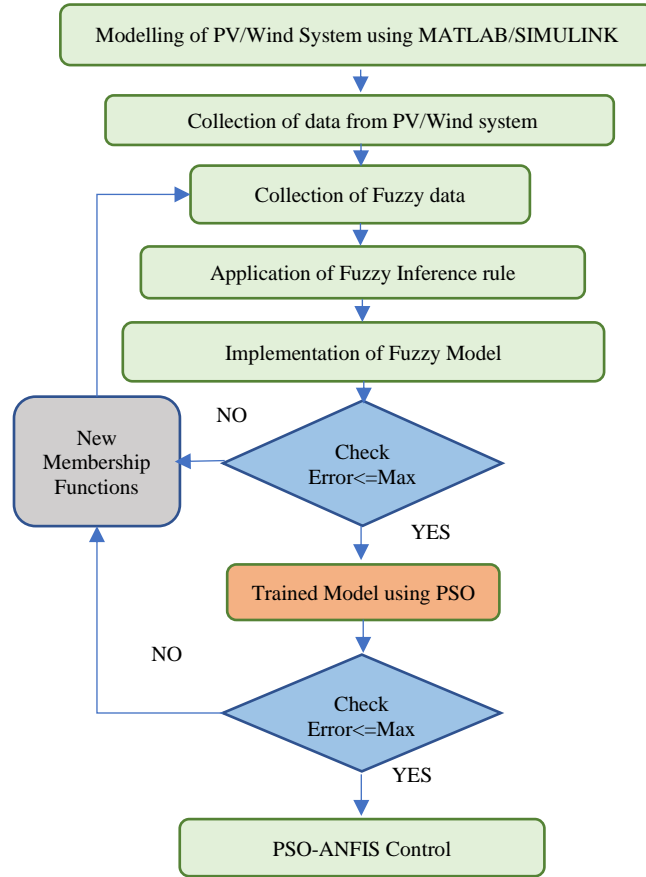 Modelling of PV/Wind System using MATLAB/SIMULINK
Collection of data from PV/Wind system
Collection of Fuzzy data
Application of Fuzzy Inference rule
Implementation of Fuzzy Model
NO
New
Membership
Functions
Check
Error<=Max
YES
Trained Model using PSO
NO
Check
Error<=Max
YES
PSO-ANFIS Control